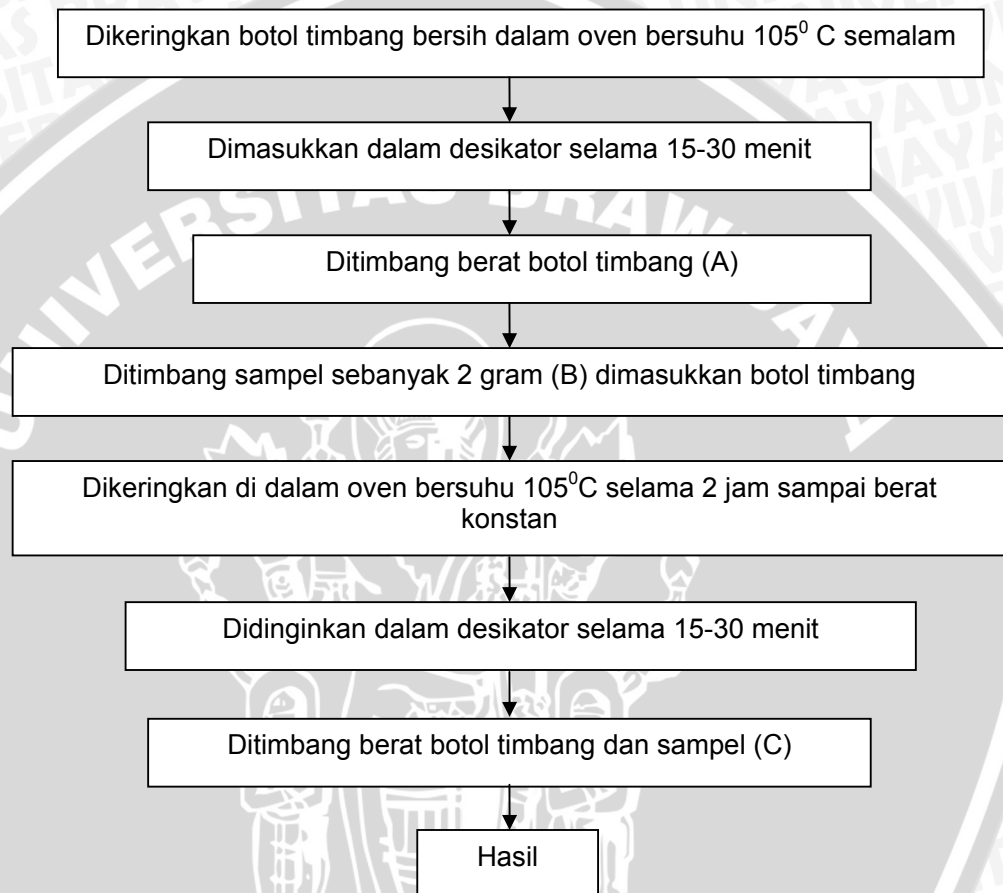 Dikeringkan botol timbang bersih dalam oven bersuhu 105⁰ C semalam
Dimasukkan dalam desikator selama 15-30 menit
UNIVERSITAS BRAWIJAYA
Ditimbang berat botol timbang (A)
Ditimbang sampel sebanyak 2 gram (B) dimasukkan botol timbang
Dikeringkan di dalam oven bersuhu 105⁰C selama 2 jam sampai berat
konstan
Didinginkan dalam desikator selama 15-30 menit
Ditimbang berat botol timbang dan sampel (C)
Hasil